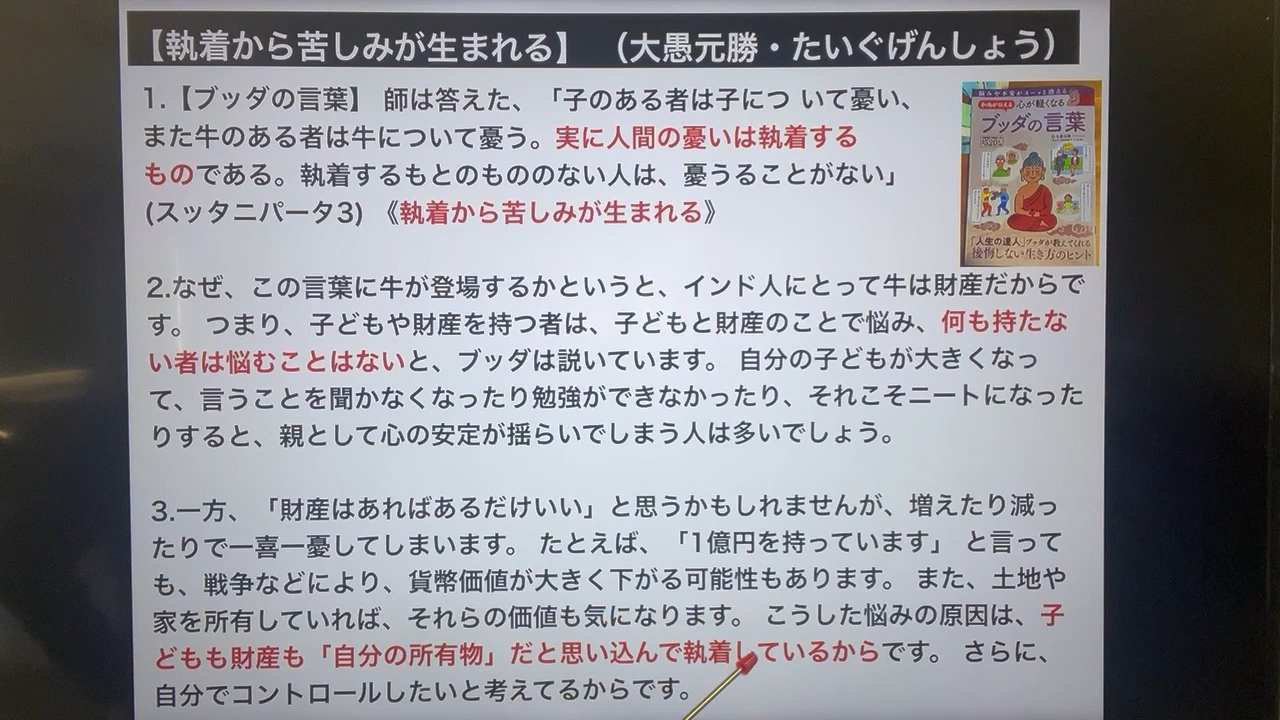 【執着から苦しみが生まれる】 （大愚元勝・たいぐげんしょう）
1.【ブッダの言葉】 師は答えた、「子のある者は子につ いて憂い、
また牛のある者は牛について憂う。実に人間の憂いは執着する
ものである。執着するもとのもののない人は、憂うることがない」
(スッタニパータ3) 《執着から苦しみが生まれる》
悩みや不安がスーッと消える
心が軽くなる
ブッダの言葉
「人生の達人」ブッダが教えてくれる
後悔しない生き方のヒント
2.なぜ、この言葉に牛が登場するかというと、インド人にとって牛は財産だからで
す。 つまり、子どもや財産を持つ者は、子どもと財産のことで悩み、何も持たな
い者は悩むことはないと、ブッダは説いています。 自分の子どもが大きくなっ
て、言うことを聞かなくなったり勉強ができなかったり、それこそニートになった
りすると、親として心の安定が揺らいでしまう人は多いでしょう。
3.一方、「財産はあればあるだけいい」と思うかもしれませんが、増えたり減っ
たりで一喜一憂してしまいます。 たとえば、「1億円を持っています」 と言って
も、戦争などにより、貨幣価値が大きく下がる可能性もあります。 また、土地や
家を所有していれば、それらの価値も気になります。 こうした悩みの原因は、子
どもも財産も「自分の所有物」だと思い込んで執着しているからです。 さらに、
自分でコントロールしたいと考えてるからです。